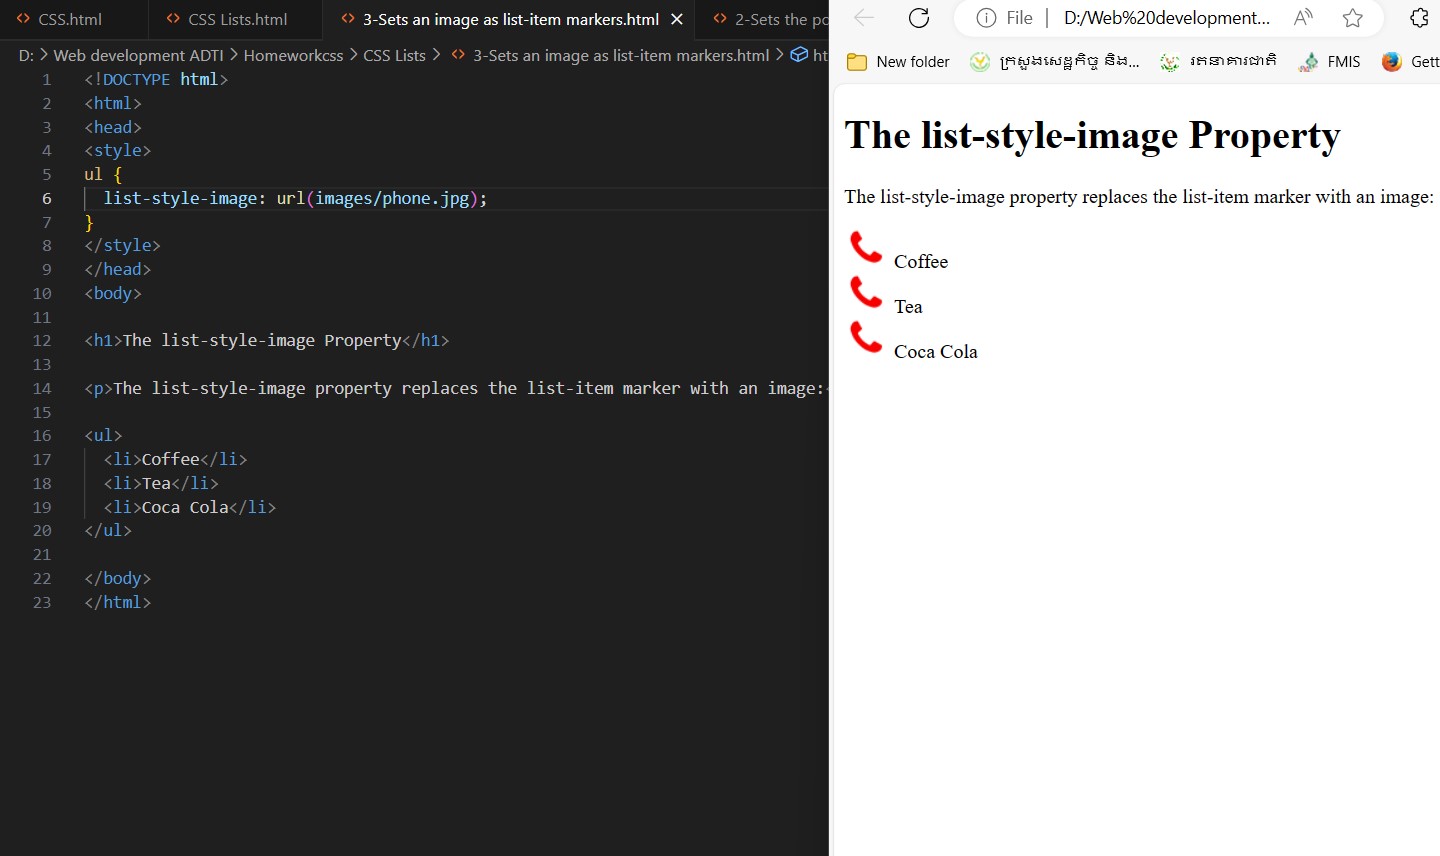 CSS.html
CSS Lists.html
3-Sets an image as list-item markers.html
2-Sets the po
D: > Web development ADTI > Homeworkcss > CSS Lists > 3-Sets an image as list-item markers.html > ht
1 <!DOCTYPE html>
2 <html>
3 <head>
4 <style>
5 ul {
6 list-style-image: url(images/phone.jpg);
7 }
8 </style>
9 </head>
10 <body>
11
12 <h1>The list-style-image Property</h1>
13
14 <p>The list-style-image property replaces the list-item marker with an image:<
15
16 <ul>
17 <li>Coffee</li>
18 <li>Tea</li>
19 <li>Coca Cola</li>
20 </ul>
21
22 </body>
23 </html>
File | D:/Web%20development...
New folder ក្រសួងសេដ្ឋកិច្ច និង... រតនាគារជាតិ FMIS Gett
The list-style-image Property
The list-style-image property replaces the list-item marker with an image:
Coffee
Tea
Coca Cola